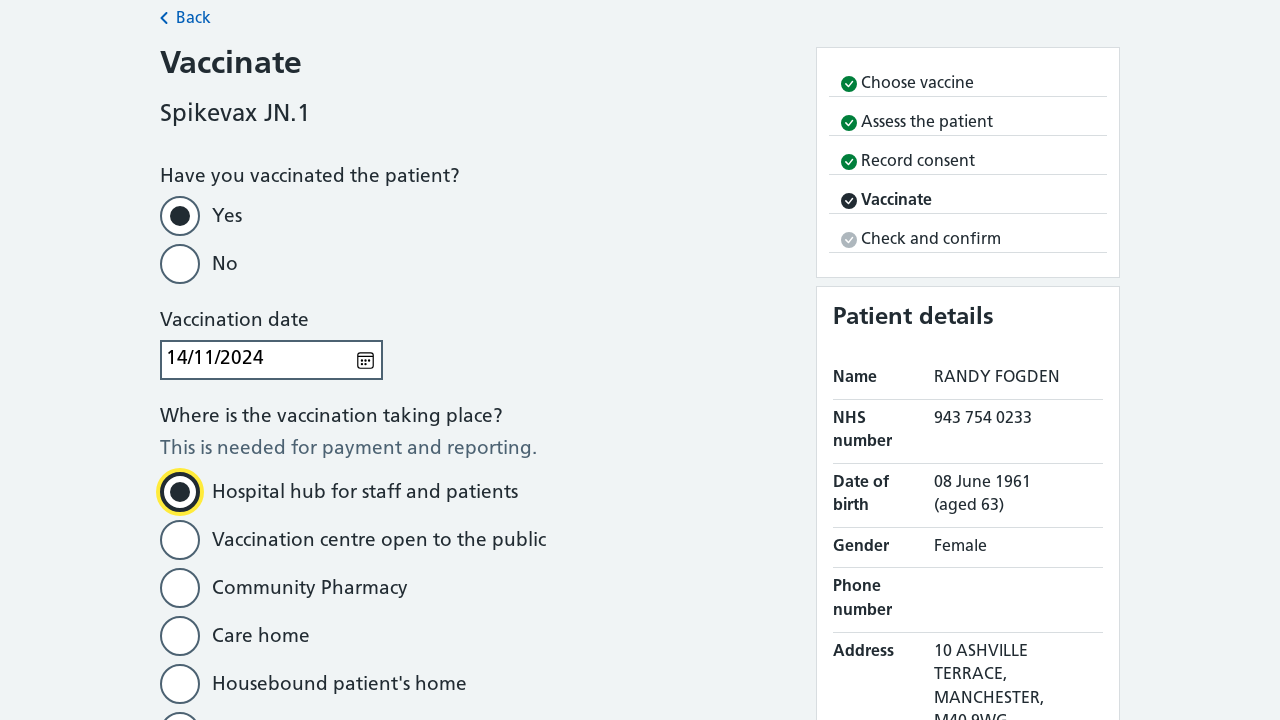 Back
Vaccinate
Spikevax JN.1
Have you vaccinated the patient?
Yes
No
Vaccination date
14/11/2024
Where is the vaccination taking place?
This is needed for payment and reporting.
Hospital hub for staff and patients
Vaccination centre open to the public
Community Pharmacy
Care home
Housebound patient's home
Choose vaccine
Assess the patient
Record consent
Vaccinate
Check and confirm
Patient details
Name RANDY FOGDEN
NHS 943 754 0233
number
Date of 08 June 1961
birth (aged 63)
Gender Female
Phone
number
Address 10 ASHVILLE
TERRACE,
MANCHESTER,
M40 9WG